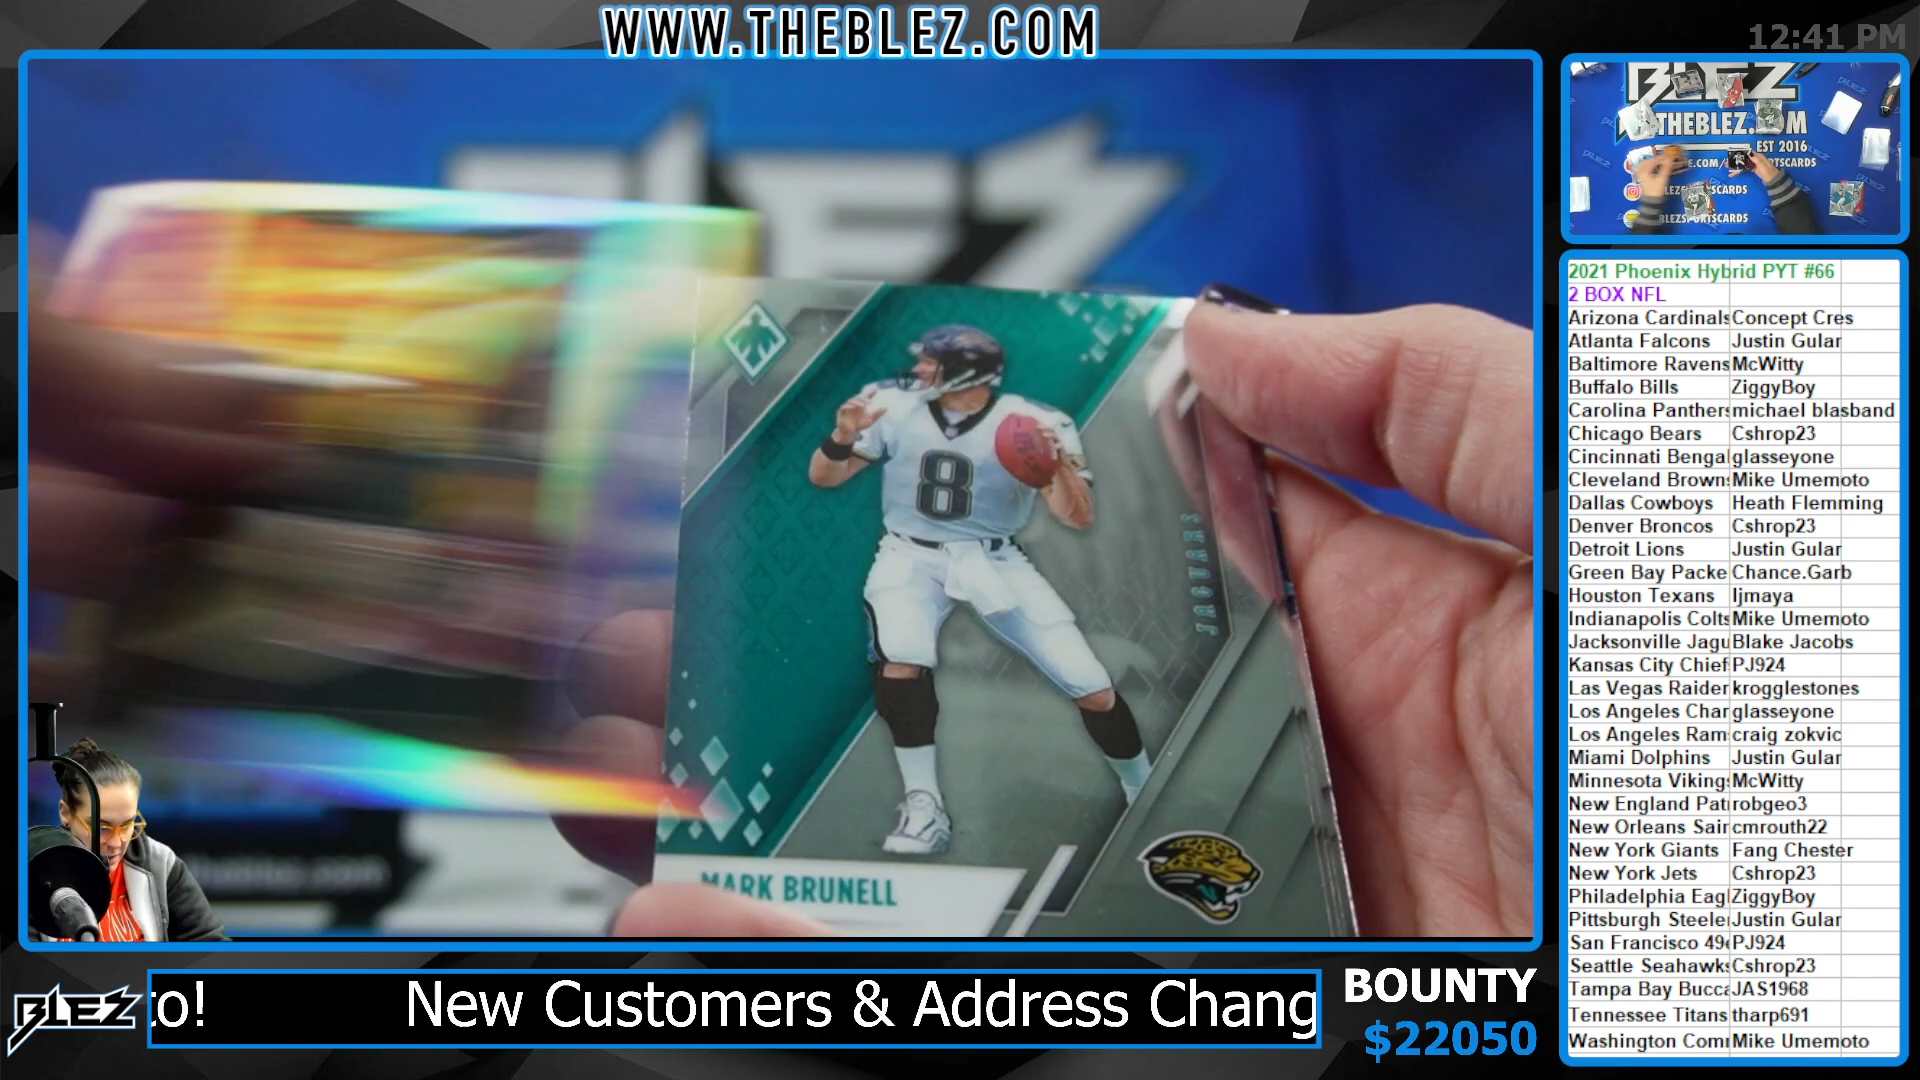 WWW.THEBLEZ.COM
12:41 PM
BLEZ
THEBLEZ.
EST 2016
2021 Phoenix Hybrid PYT #66
2 BOX NFL
Arizona Cardinals Concept Cres
Atlanta Falcons Justin Gular
Baltimore Ravens McWitty
Buffalo Bills ZiggyBoy
Carolina Panthers michael blasband
Chicago Bears Cshrop23
Cincinnati Bengal glasseyone
Cleveland Browns Mike Umemoto
Dallas Cowboys Heath Flemming
Denver Broncos Cshrop23
Detroit Lions Justin Gular
Green Bay Packe Chance.Garb
Houston Texans ljmaya
Indianapolis Colts Mike Umemoto
Jacksonville Jagu Blake Jacobs
Kansas City Chief PJ924
Las Vegas Raider krogglestones
Los Angeles Char glasseyone
Los Angeles Ram craig zokvic
Miami Dolphins Justin Gular
Minnesota Viking McWitty
New England Pat robgeo3
New Orleans Sain cmrouth22
New York Giants Fang Chester
New York Jets Cshrop23
Philadelphia Eag ZiggyBoy
Pittsburgh Steele Justin Gular
San Francisco 49 PJ924
Seattle Seahawks Cshrop23
Tampa Bay Bucca JAS1968
Tennessee Titans tharp691
Washington Com Mike Umemoto
BLEZ
8
JAGUARS
MARK BRUNELL
BLEZ
to!
New Customers & Address Chang
BOUNTY
$22050